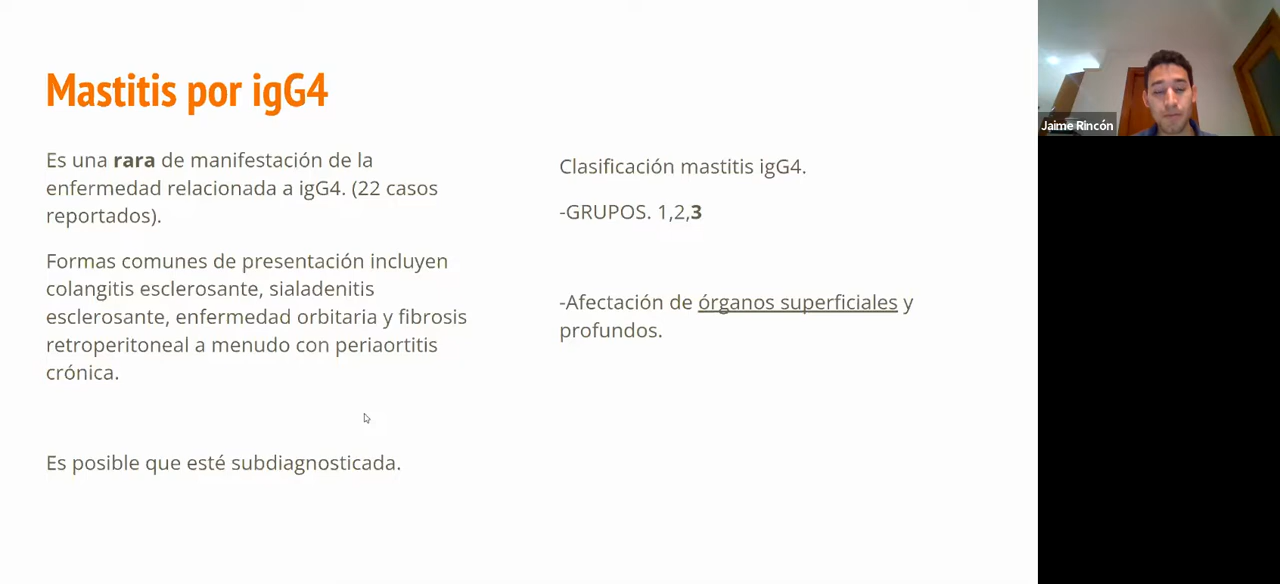 Mastitis por igG4
Es una rara de manifestación de la
enfermedad relacionada a igG4. (22 casos
reportados).
Formas comunes de presentación incluyen
colangitis esclerosante, sialadenitis
esclerosante, enfermedad orbitaria y fibrosis
retroperitoneal a menudo con periaortitis
crónica.
Es posible que esté subdiagnosticada.
Clasificación mastitis igG4.
-GRUPOS. 1,2,3
-Afectación de órganos superficiales y
profundos.
Jaime Rincón